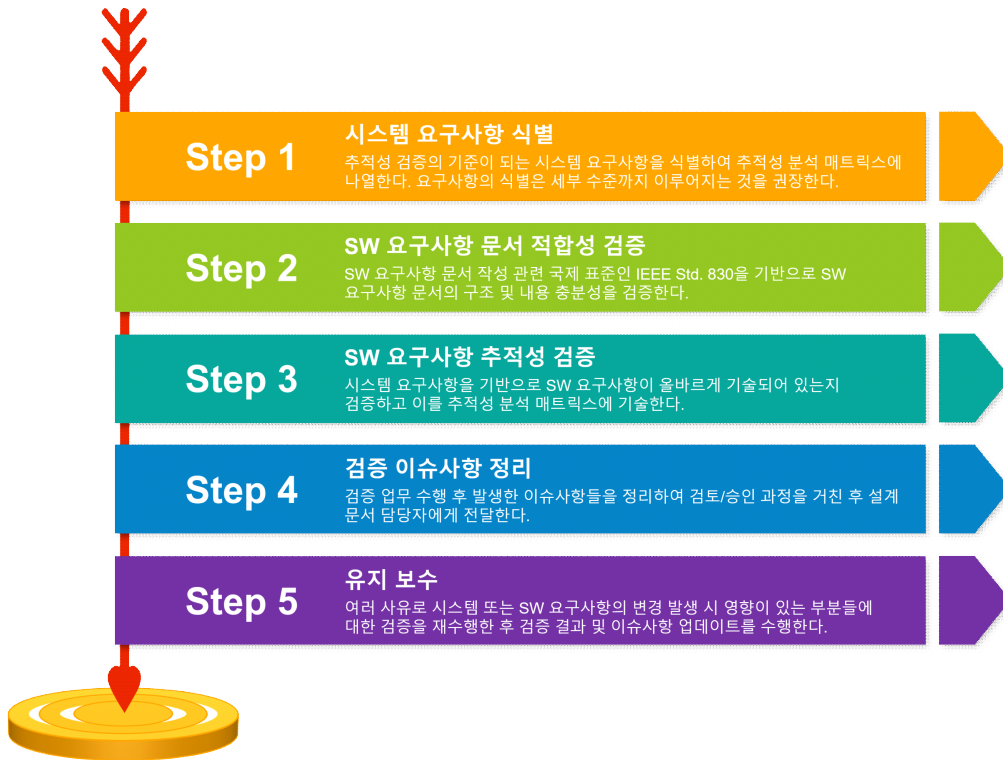 Step 1
시스템 요구사항 식별
추적성 검증의 기준이 되는 시스템 요구사항을 식별하여 추적성 분석 매트릭스에
나열한다. 요구사항의 식별은 세부 수준까지 이루어지는 것을 권장한다.
Step 2
SW 요구사항 문서 적합성 검증
SW 요구사항 문서 작성 관련 국제 표준인 IEEE Std. 830을 기반으로 SW
요구사항 문서의 구조 및 내용 충분성을 검증한다.
Step 3
SW 요구사항 추적성 검증
시스템 요구사항을 기반으로 SW 요구사항이 올바르게 기술되어 있는지
검증하고 이를 추적성 분석 매트릭스에 기술한다.
Step 4
검증 이슈사항 정리
검증 업무 수행 후 발생한 이슈사항들을 정리하여 검토/승인 과정을 거친 후 설계
문서 담당자에게 전달한다.
Step 5
유지 보수
여러 사유로 시스템 또는 SW 요구사항의 변경 발생 시 영향이 있는 부분들에
대한 검증을 재수행한 후 검증 결과 및 이슈사항 업데이트를 수행한다.